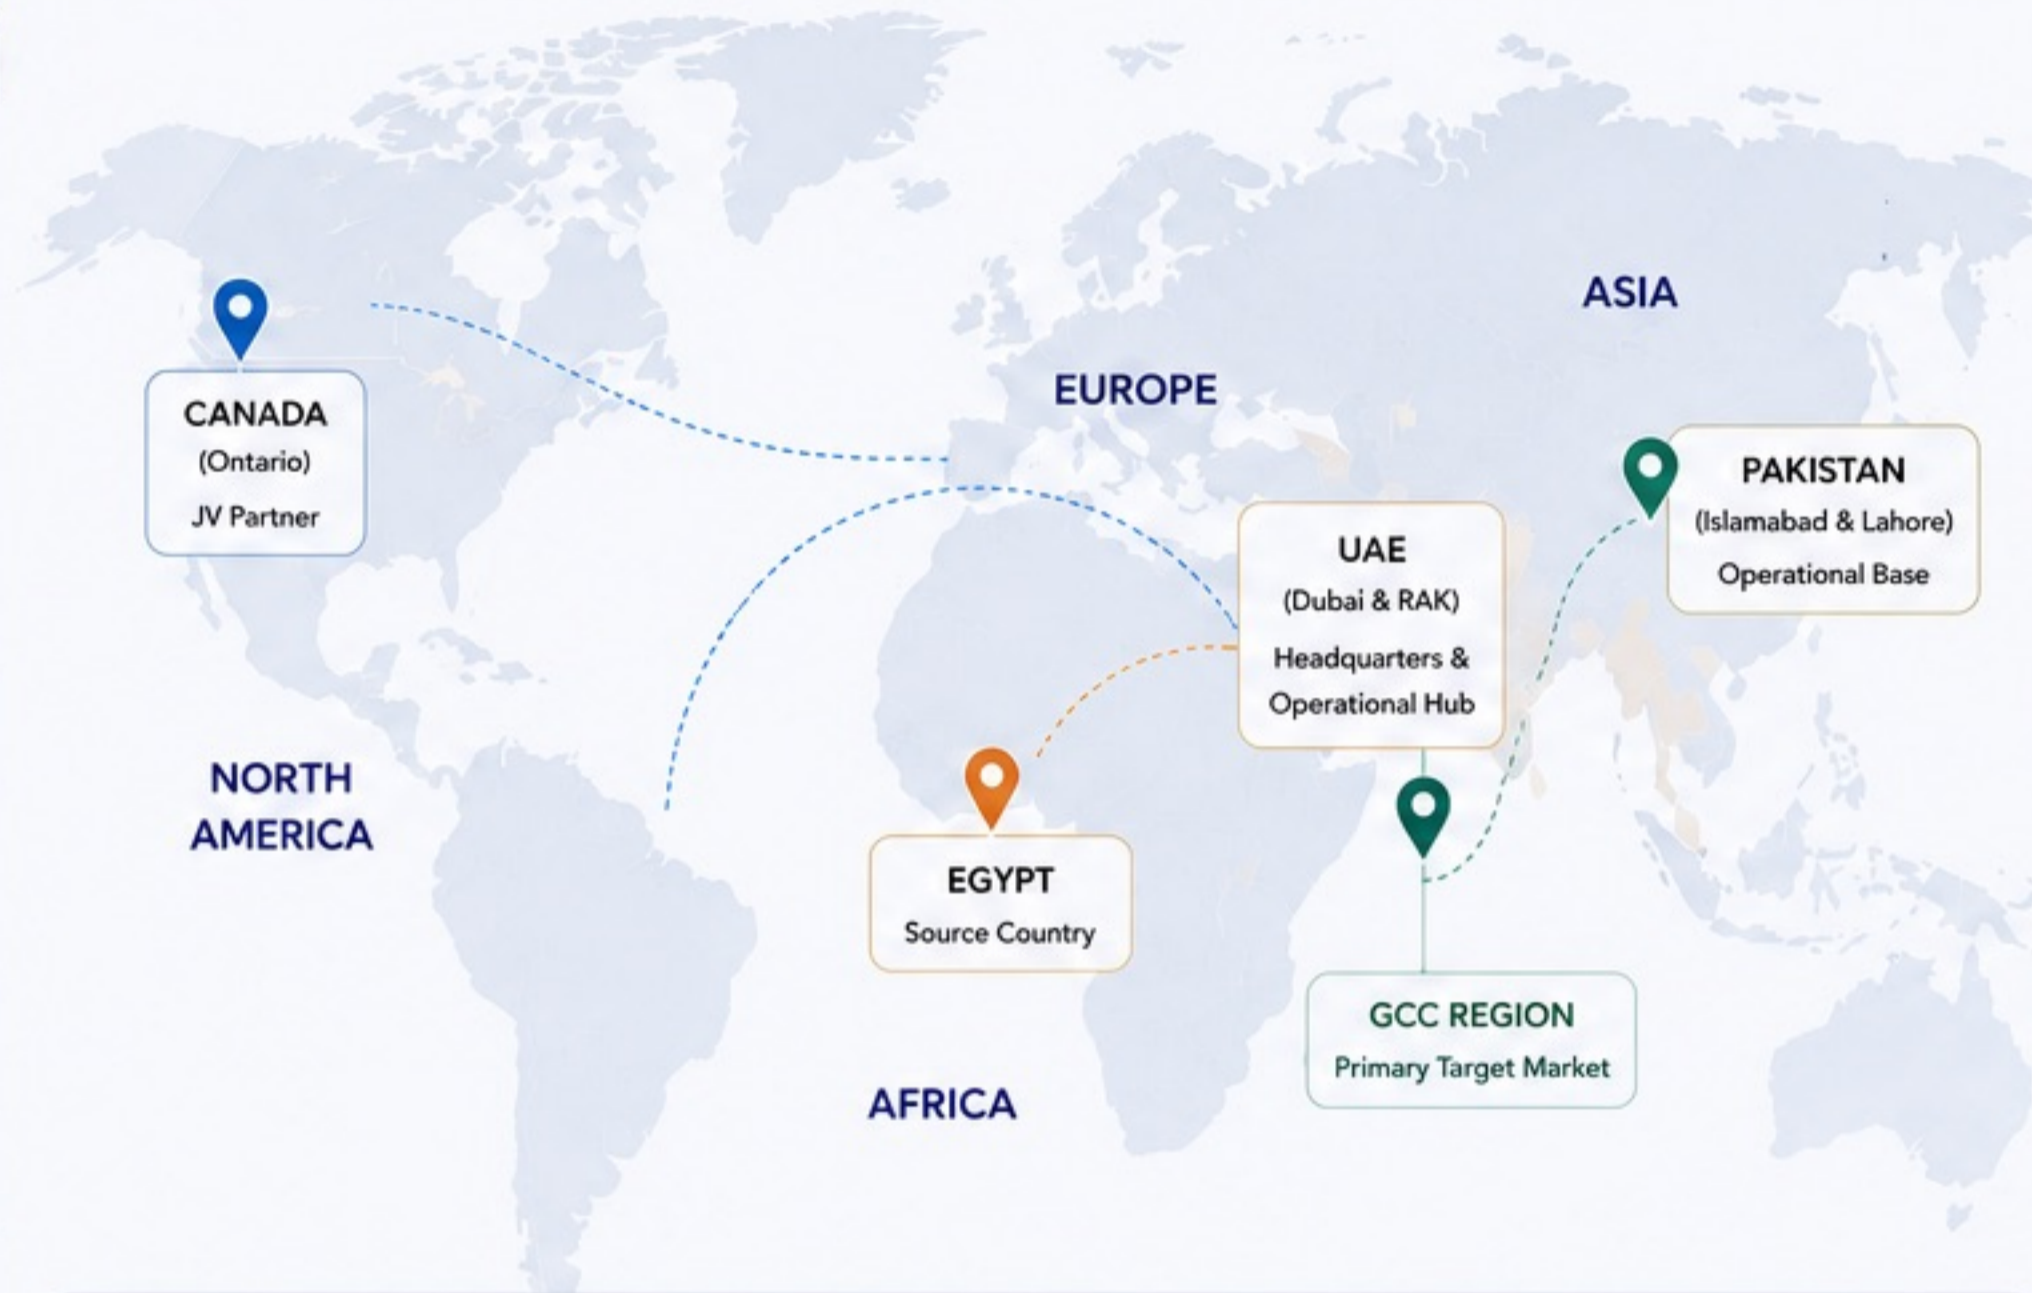 ASIA
EUROPE
CANADA
(Ontario)
JV Partner
PAKISTAN
(Islamabad & Lahore)
Operational Base
UAE
(Dubai & RAK)
Headquarters &
Operational Hub
NORTH
AMERICA
EGYPT
Source Country
GCC REGION
Primary Target Market
AFRICA